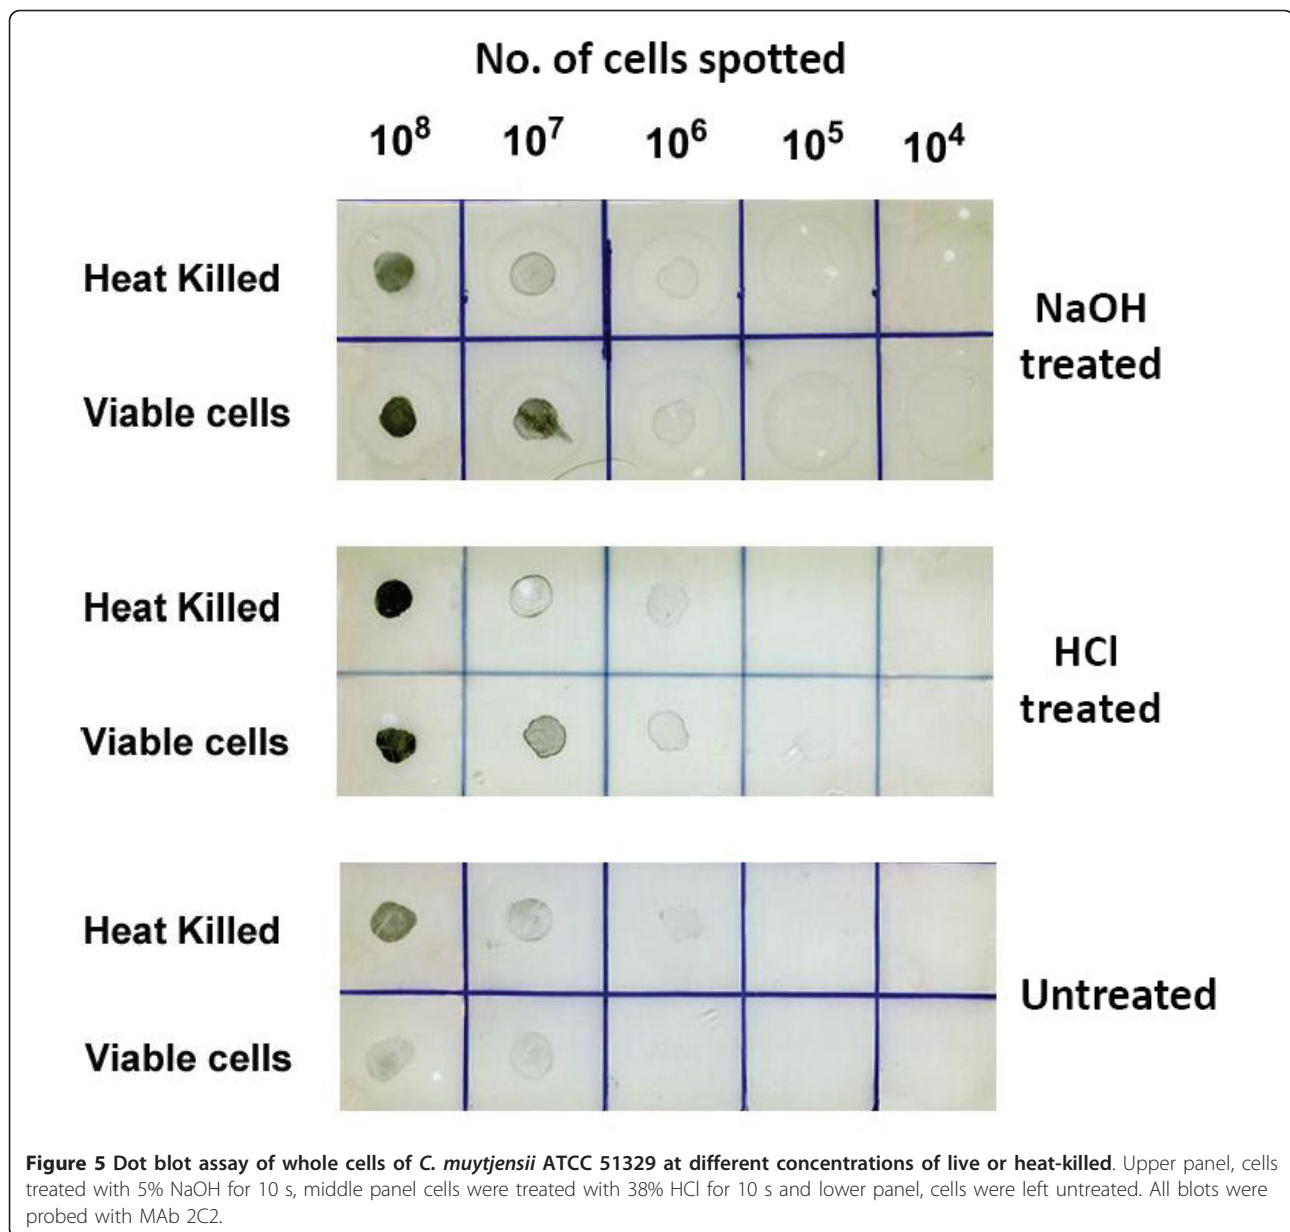 No. of cells spotted
10⁸ 10⁷ 10⁶ 10⁵ 10⁴
Heat Killed
NaOH
treated
Viable cells
Heat Killed
HCl
treated
Viable cells
Heat Killed
Untreated
Viable cells
Figure 5 Dot blot assay of whole cells of C. muytjensii ATCC 51329 at different concentrations of live or heat-killed. Upper panel, cells
treated with 5% NaOH for 10 s, middle panel cells were treated with 38% HCl for 10 s and lower panel, cells were left untreated. All blots were
probed with MAb 2C2.